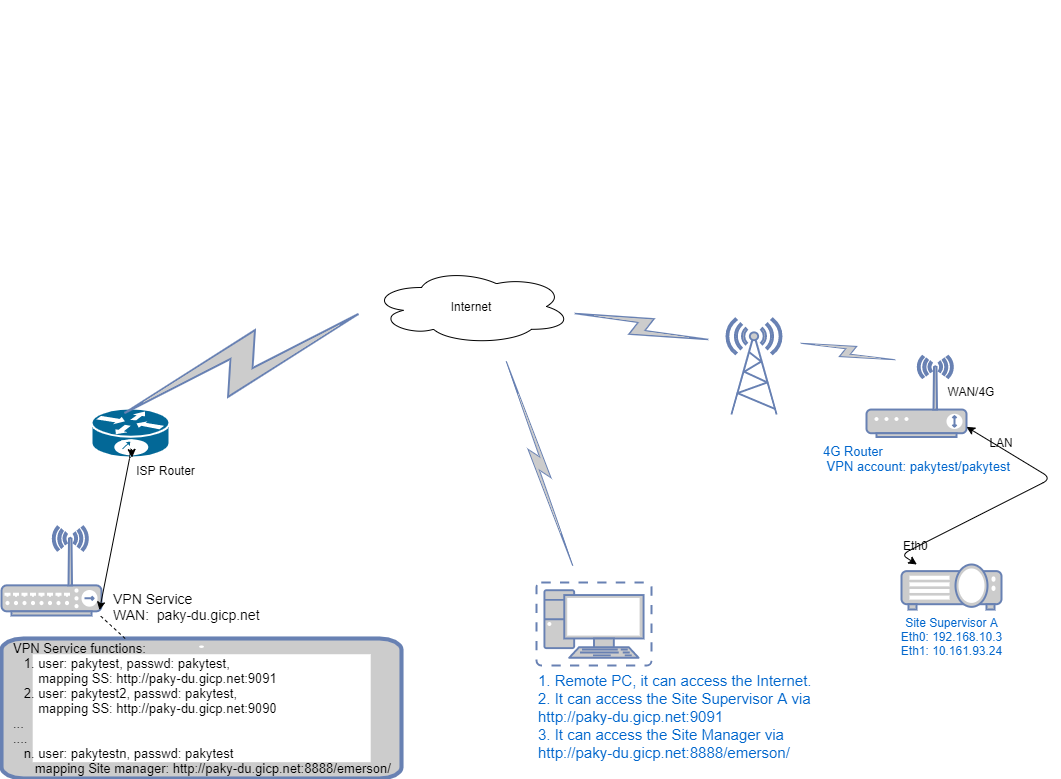 Internet
WAN/4G
LAN
4G Router
VPN account: pakytest/pakytest
ISP Router
Eth0
VPN Service
WAN: paky-du.gicp.net
Site Supervisor A
Eth0: 192.168.10.3
Eth1: 10.161.93.24
VPN Service functions:
1. user: pakytest, passwd: pakytest,
mapping SS: http://paky-du.gicp.net:9091
2. user: pakytest2, passwd: pakytest,
mapping SS: http://paky-du.gicp.net:9090
...
....
n. user: pakytestn, passwd: pakytest
mapping Site manager: http://paky-du.gicp.net:8888/emerson/
1. Remote PC, it can access the Internet.
2. It can access the Site Supervisor A via
http://paky-du.gicp.net:9091
3. It can access the Site Manager via
http://paky-du.gicp.net:8888/emerson/